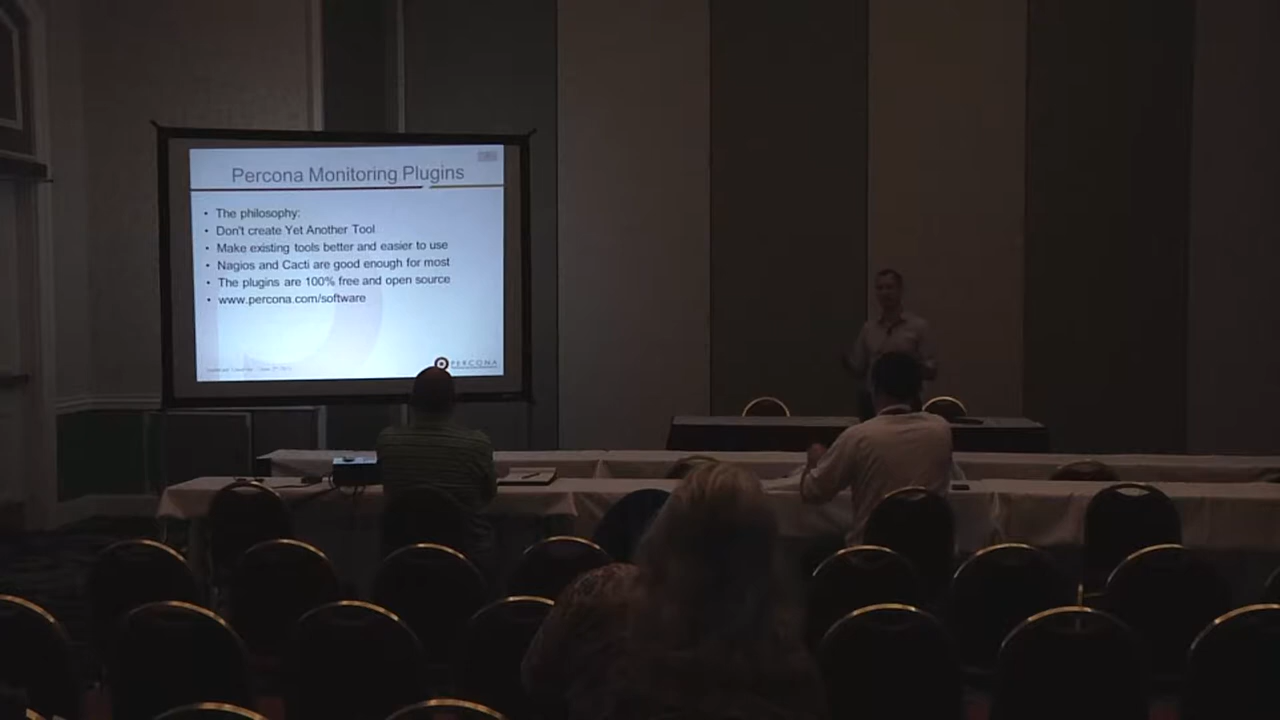 Percona Monitoring Plugins
• The philosophy:
• Don't create Yet Another Tool
• Make existing tools better and easier to use
• Nagios and Cacti are good enough for most
• The plugins are 100% free and open source
• www.percona.com/software
PERCONA